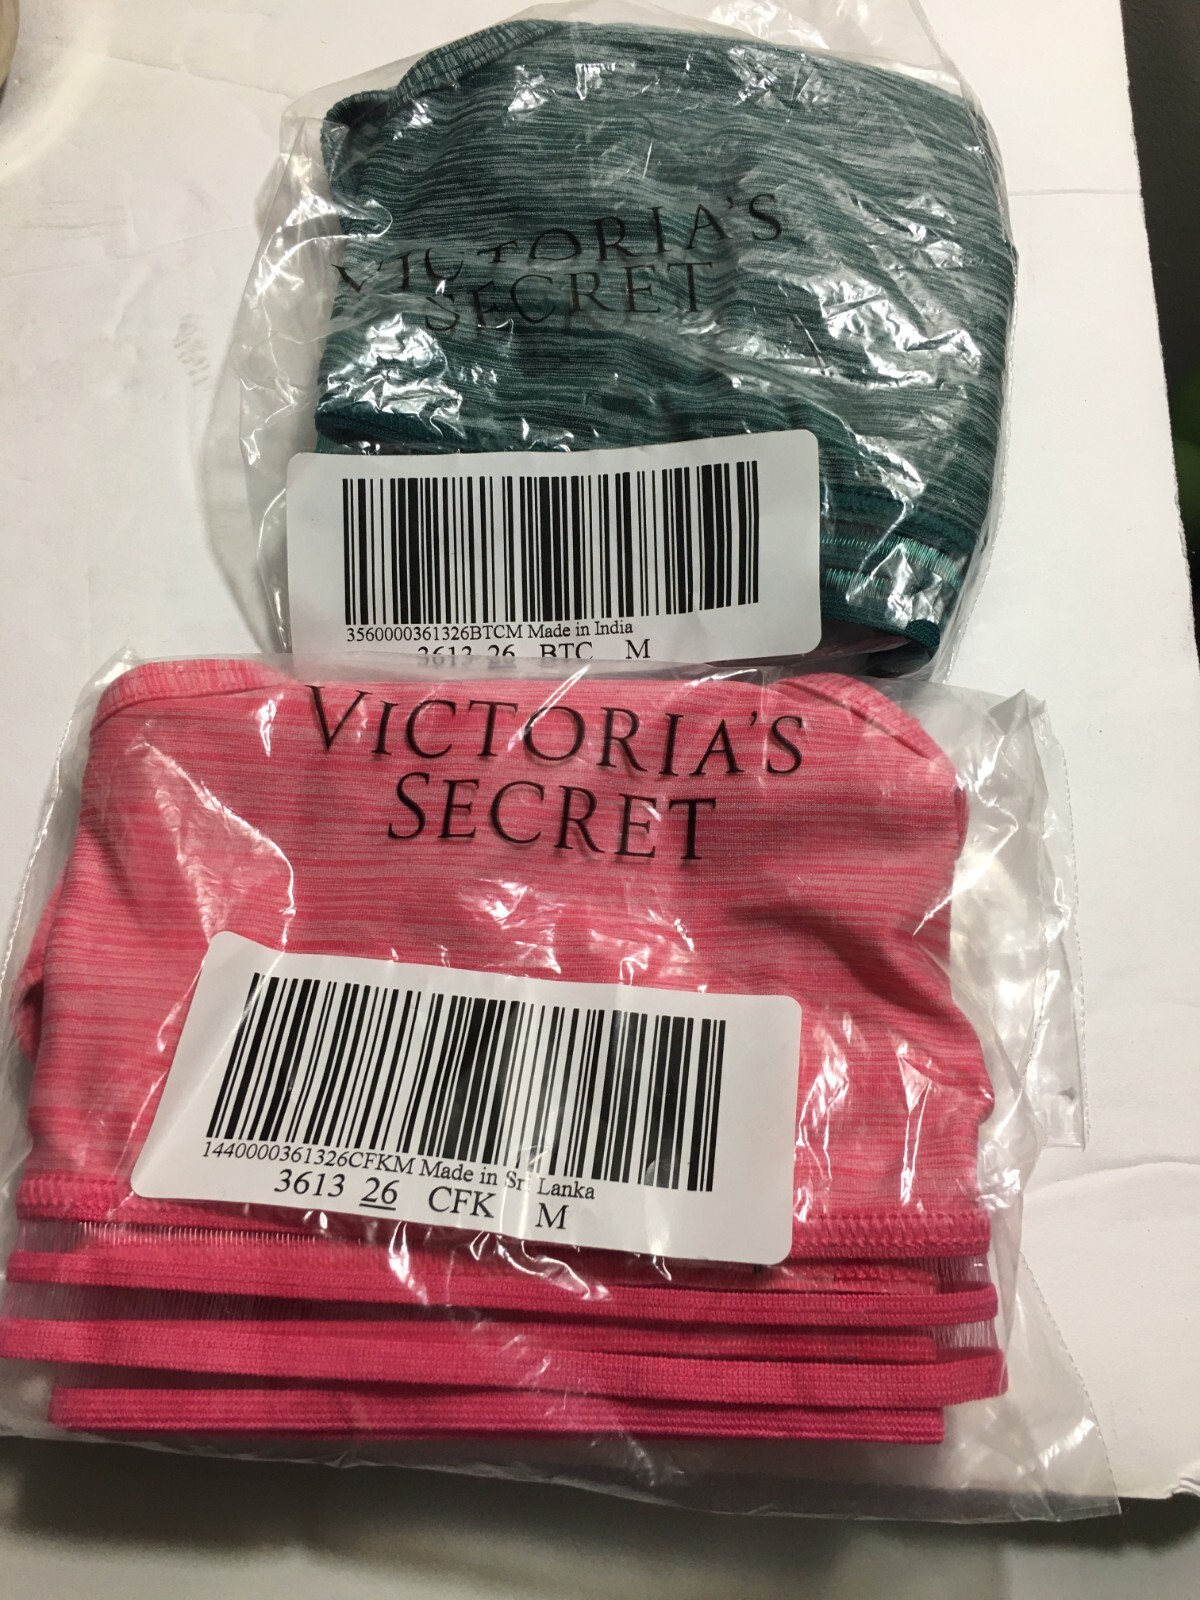 VICTORIA'S
SECRET
3560000361326BTCM Made in India
3613 26 BTC M
VICTORIA'S
SECRET
1440000361326CFKM Made in Sri Lanka
3613 26 CFK M